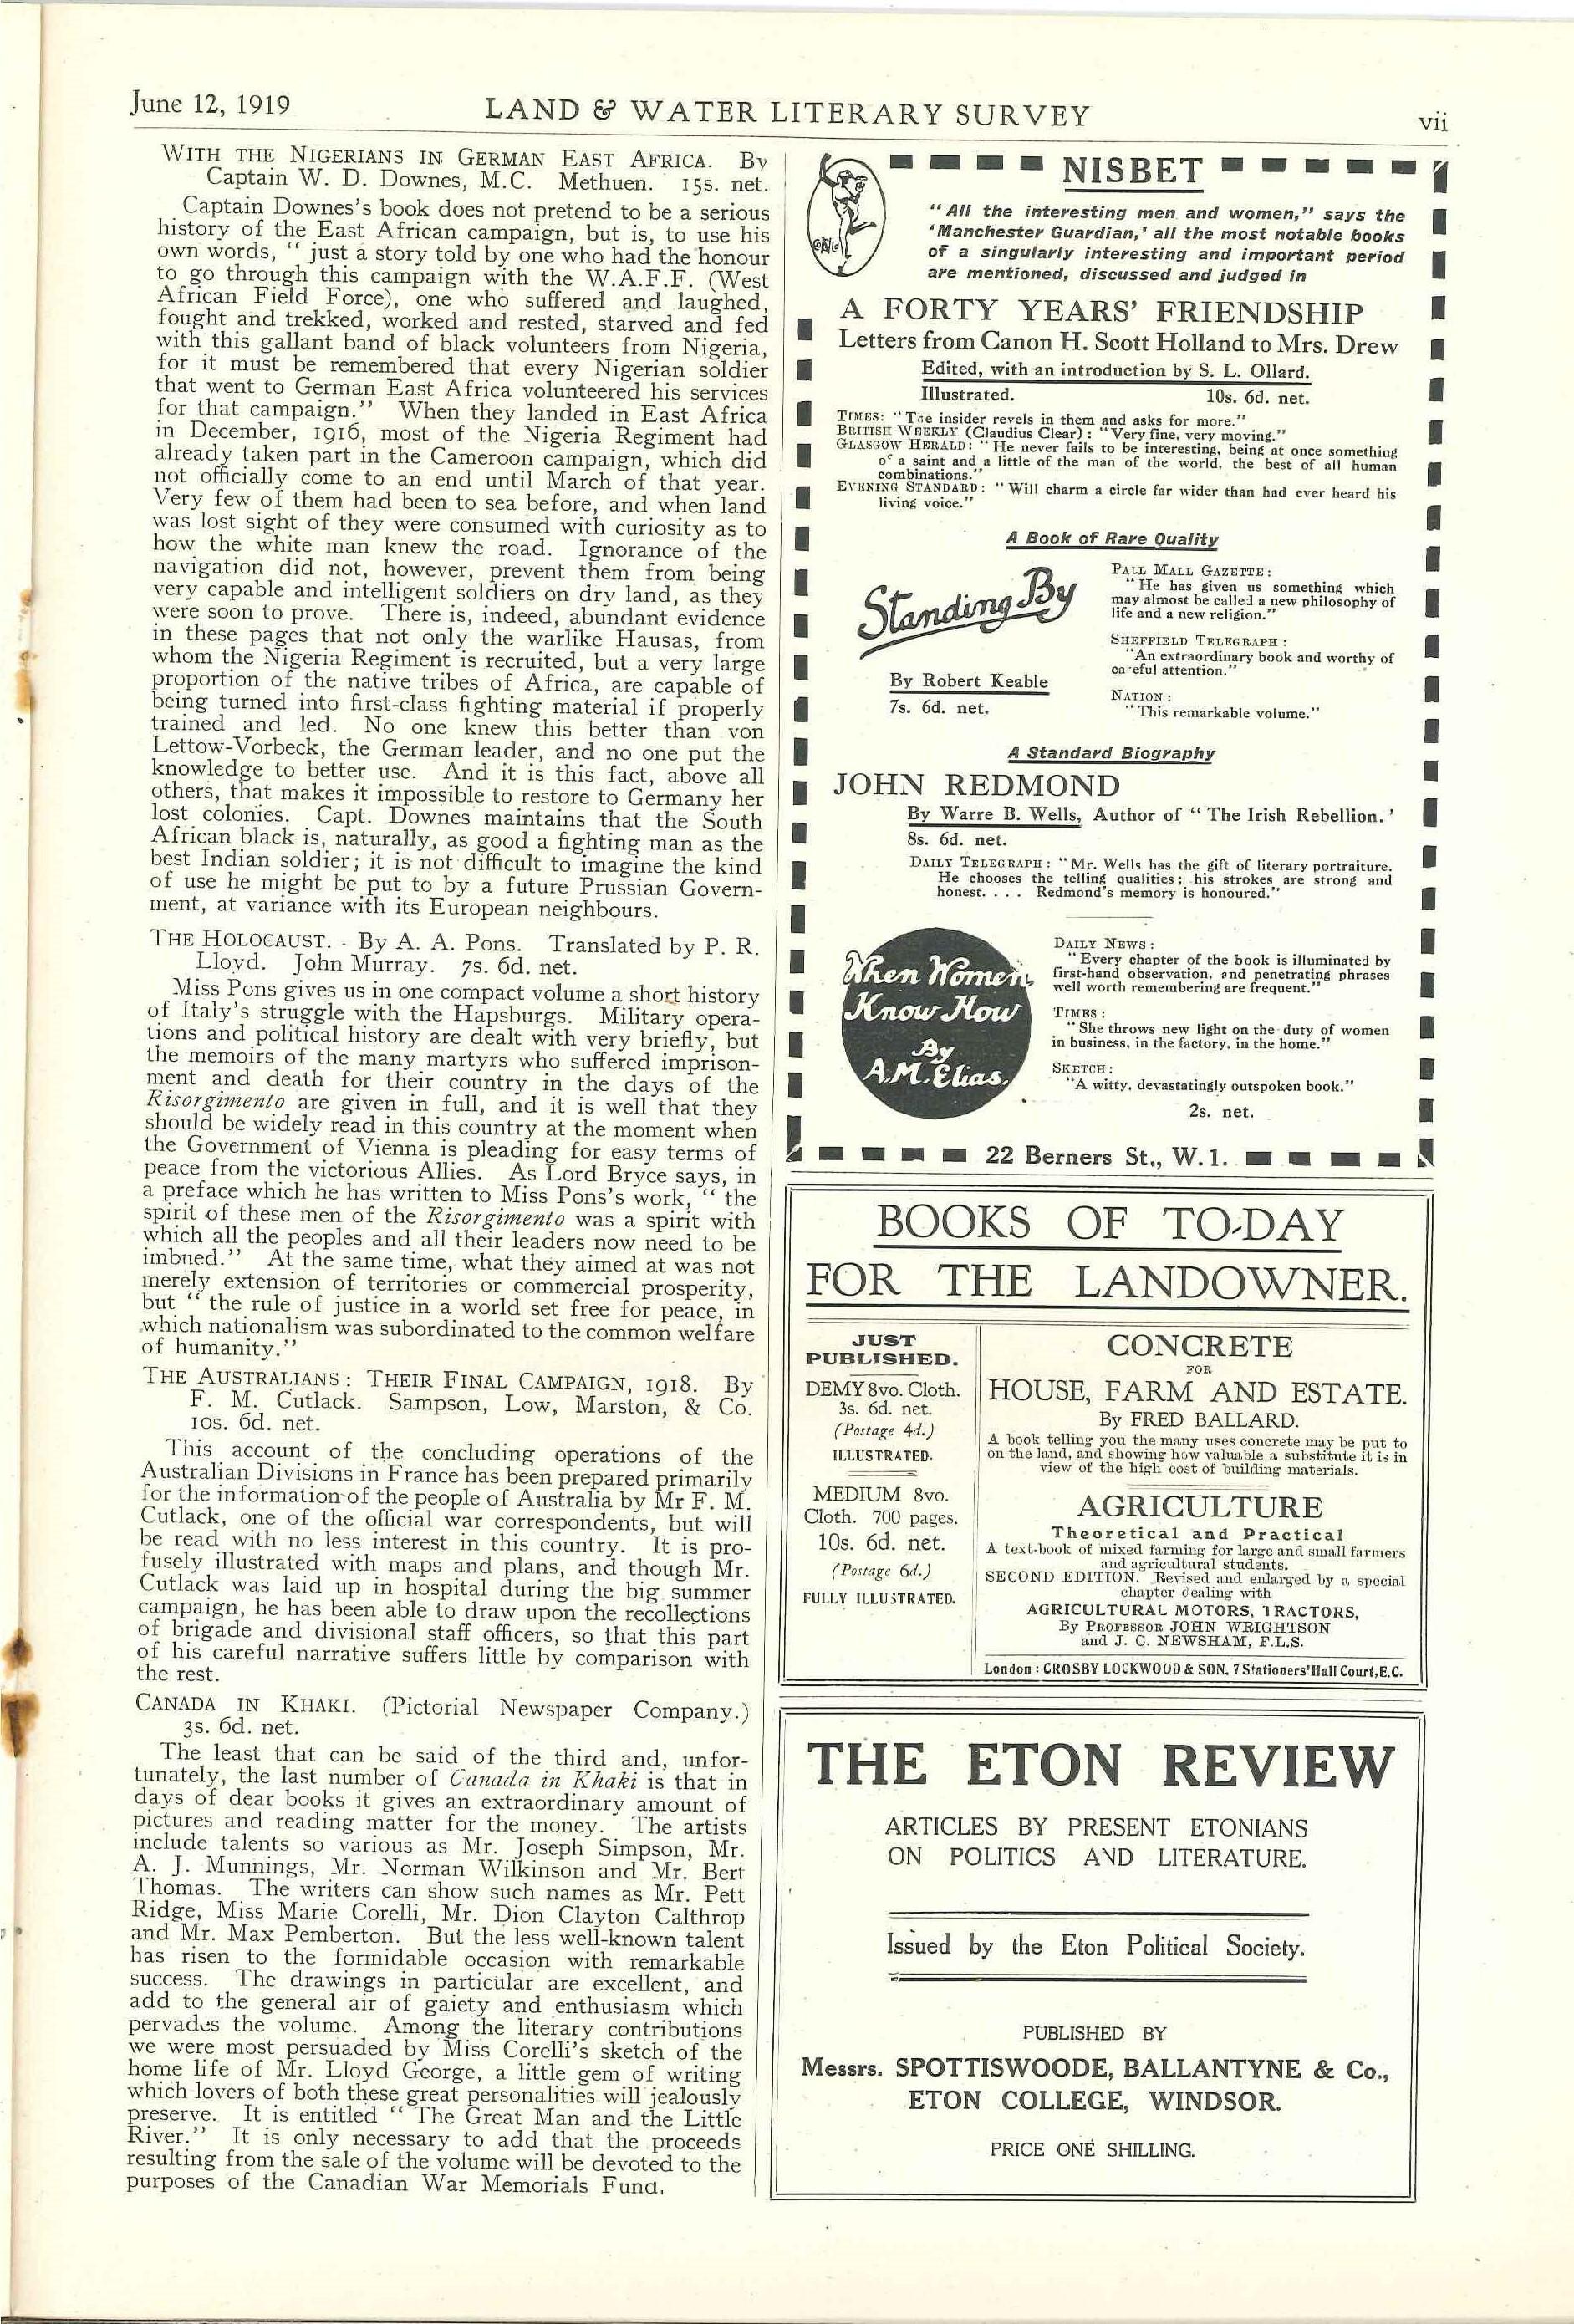 June 12, 1919
LAND & WATER LITERARY SURVEY
vii
WITH THE NIGERIANS IN GERMAN EAST AFRICA. By
Captain W. D. Downes, M.C. Methuen. 15s. net.
Captain Downes's book does not pretend to be a serious
history of the East African campaign, but is, to use his
own words, " just a story told by one who had the honour
to go through this campaign with the W.A.F.F. (West
African Field Force), one who suffered and laughed,
fought and trekked, worked and rested, starved and fed
with this gallant band of black volunteers from Nigeria,
for it must be remembered that every Nigerian soldier
that went to German East Africa volunteered his services
for that campaign." When they landed in East Africa
in December, 1916, most of the Nigeria Regiment had
already taken part in the Cameroon campaign, which did
not officially come to an end until March of that year.
Very few of them had been to sea before, and when land
was lost sight of they were consumed with curiosity as to
how the white man knew the road. Ignorance of the
navigation did not, however, prevent them from being
very capable and intelligent soldiers on dry land, as they
were soon to prove. There is, indeed, abundant evidence
in these pages that not only the warlike Hausas, from
whom the Nigeria Regiment is recruited, but a very large
proportion of the native tribes of Africa, are capable of
being turned into first-class fighting material if properly
trained and led. No one knew this better than von
Lettow-Vorbeck, the German leader, and no one put the
knowledge to better use. And it is this fact, above all
others, that makes it impossible to restore to Germany her
lost colonies. Capt. Downes maintains that the South
African black is, naturally, as good a fighting man as the
best Indian soldier; it is not difficult to imagine the kind
of use he might be put to by a future Prussian Govern-
ment, at variance with its European neighbours.
THE HOLOCAUST. By A. A. Pons. Translated by P. R.
Lloyd. John Murray. 7s. 6d. net.
Miss Pons gives us in one compact volume a short history
of Italy's struggle with the Hapsburgs. Military opera-
tions and political history are dealt with very briefly, but
the memoirs of the many martyrs who suffered imprison-
ment and death for their country in the days of the
Risorgimento are given in full, and it is well that they
should be widely read in this country at the moment when
the Government of Vienna is pleading for easy terms of
peace from the victorious Allies. As Lord Bryce says, in
a preface which he has written to Miss Pons's work, " the
spirit of these men of the Risorgimento was a spirit with
which all the peoples and all their leaders now need to be
imbued." At the same time, what they aimed at was not
merely extension of territories or commercial prosperity,
but " the rule of justice in a world set free for peace, in
which nationalism was subordinated to the common welfare
of humanity."
THE AUSTRALIANS : THEIR FINAL CAMPAIGN, 1918. By
F. M. Cutlack. Sampson, Low, Marston, & Co.
10s. 6d. net.
This account of the concluding operations of the
Australian Divisions in France has been prepared primarily
for the information of the people of Australia by Mr F. M.
Cutlack, one of the official war correspondents, but will
be read with no less interest in this country. It is pro-
fusely illustrated with maps and plans, and though Mr.
Cutlack was laid up in hospital during the big summer
campaign, he has been able to draw upon the recollections
of brigade and divisional staff officers, so that this part
of his careful narrative suffers little by comparison with
the rest.
CANADA IN KHAKI. (Pictorial Newspaper Company.)
3s. 6d. net.
The least that can be said of the third and, unfor-
tunately, the last number of Canada in Khaki is that in
days of dear books it gives an extraordinary amount of
pictures and reading matter for the money. The artists
include talents so various as Mr. Joseph Simpson, Mr.
A. J. Munnings, Mr. Norman Wilkinson and Mr. Bert
Thomas. The writers can show such names as Mr. Pett
Ridge, Miss Marie Corelli, Mr. Dion Clayton Calthrop
and Mr. Max Pemberton. But the less well-known talent
has risen to the formidable occasion with remarkable
success. The drawings in particular are excellent, and
add to the general air of gaiety and enthusiasm which
pervades the volume. Among the literary contributions
we were most persuaded by Miss Corelli's sketch of the
home life of Mr. Lloyd George, a little gem of writing
which lovers of both these great personalities will jealously
preserve. It is entitled " The Great Man and the Little
River." It is only necessary to add that the proceeds
resulting from the sale of the volume will be devoted to the
purposes of the Canadian War Memorials Fund.
NISBET
"All the interesting men and women," says the
'Manchester Guardian,' all the most notable books
of a singularly interesting and important period
are mentioned, discussed and judged in
A FORTY YEARS' FRIENDSHIP
Letters from Canon H. Scott Holland to Mrs. Drew
Edited, with an introduction by S. L. Ollard.
Illustrated. 10s. 6d. net.
TIMES: "The insider revels in them and asks for more."
BRITISH WEEKLY (Claudius Clear): "Very fine, very moving."
GLASGOW HERALD: "He never fails to be interesting, being at once something
of a saint and a little of the man of the world, the best of all human
combinations."
EVENING STANDARD: "Will charm a circle far wider than had ever heard his
living voice."
A Book of Rare Quality
Standing By
By Robert Keable
7s. 6d. net.
PALL MALL GAZETTE:
"He has given us something which
may almost be called a new philosophy of
life and a new religion."
SHEFFIELD TELEGRAPH:
"An extraordinary book and worthy of
careful attention."
NATION:
"This remarkable volume."
A Standard Biography
JOHN REDMOND
By Warre B. Wells, Author of "The Irish Rebellion.'
8s. 6d. net.
DAILY TELEGRAPH: "Mr. Wells has the gift of literary portraiture.
He chooses the telling qualities; his strokes are strong and
honest. . . . Redmond's memory is honoured."
When Women
Know How
By
A.M. Elias.
DAILY NEWS:
"Every chapter of the book is illuminated by
first-hand observation, and penetrating phrases
well worth remembering are frequent."
TIMES:
"She throws new light on the duty of women
in business, in the factory, in the home."
SKETCH:
"A witty, devastatingly outspoken book."
2s. net.
22 Berners St., W.1.
BOOKS OF TO-DAY
FOR THE LANDOWNER.
JUST
PUBLISHED.
DEMY 8vo. Cloth.
3s. 6d. net.
(Postage 4d.)
ILLUSTRATED.
CONCRETE
FOR
HOUSE, FARM AND ESTATE.
By FRED BALLARD.
A book telling you the many uses concrete may be put to
on the land, and showing how valuable a substitute it is in
view of the high cost of building materials.
MEDIUM 8vo.
Cloth. 700 pages.
10s. 6d. net.
(Postage 6d.)
FULLY ILLUSTRATED.
AGRICULTURE
Theoretical and Practical
A text-book of mixed farming for large and small farmers
and agricultural students.
SECOND EDITION. Revised and enlarged by a special
chapter dealing with
AGRICULTURAL MOTORS, TRACTORS,
By PROFESSOR JOHN WRIGHTSON
and J. C. NEWSHAM, F.L.S.
London : CROSBY LOCKWOOD & SON. 7 Stationers' Hall Court, E.C.
THE ETON REVIEW
ARTICLES BY PRESENT ETONIANS
ON POLITICS AND LITERATURE.
Issued by the Eton Political Society.
PUBLISHED BY
Messrs. SPOTTISWOODE, BALLANTYNE & Co.,
ETON COLLEGE, WINDSOR.
PRICE ONE SHILLING.